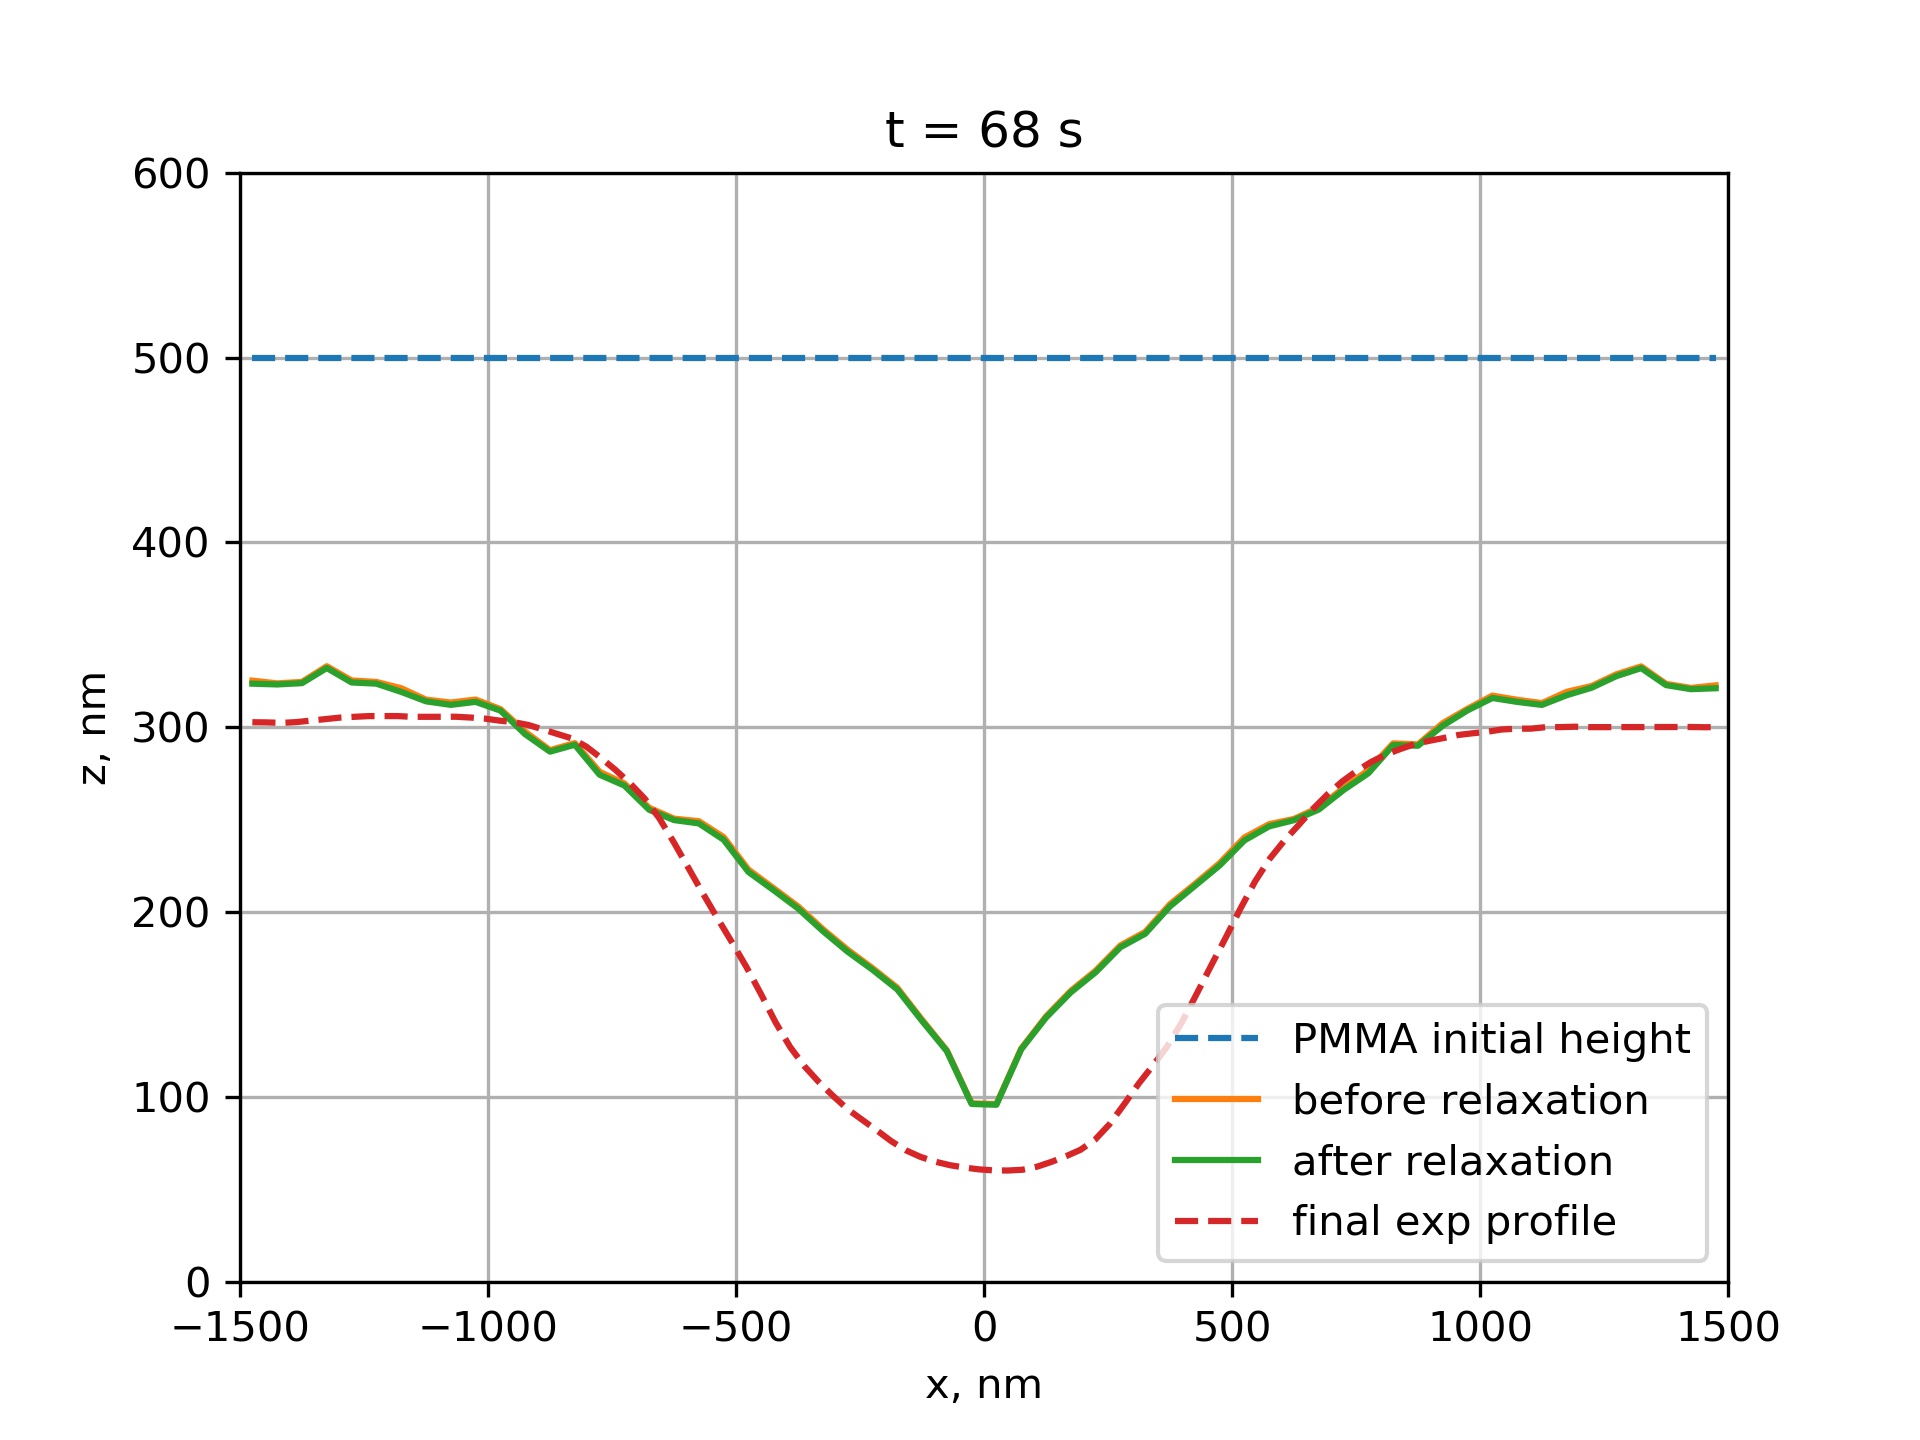 t = 68 s
600
500
400
300
200
100
0
z, nm
−1500 −1000 −500 0 500 1000 1500
x, nm
PMMA initial height
before relaxation
after relaxation
final exp profile